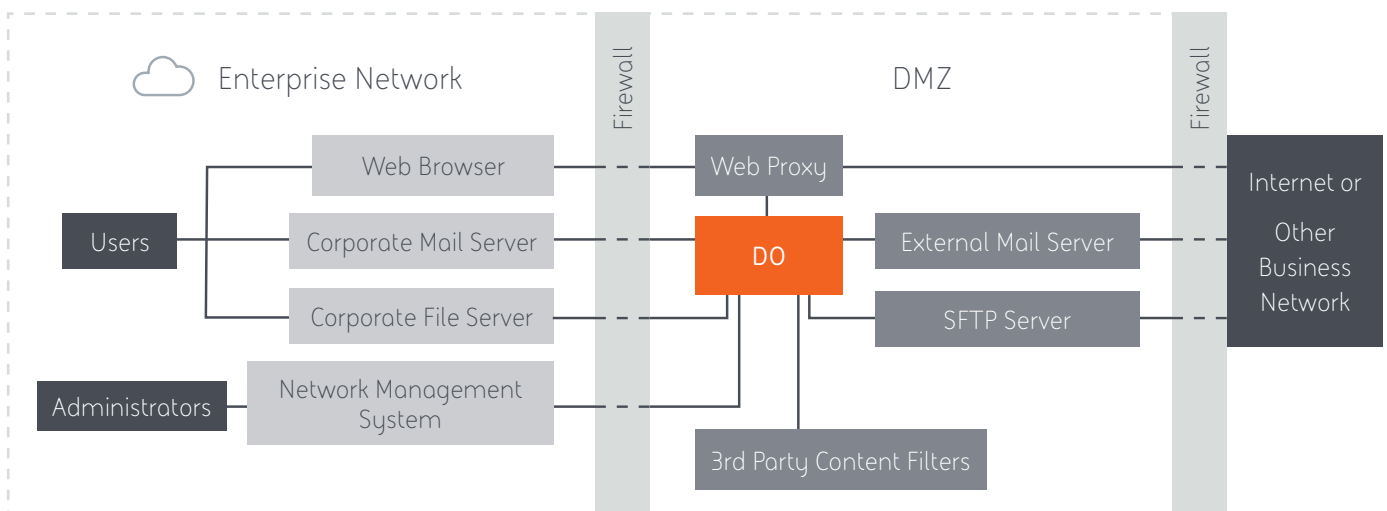 Enterprise Network
Firewall
DMZ
Firewall
Web Browser
Web Proxy
Internet or
Other
Business
Network
Users
Corporate Mail Server
DO
External Mail Server
Corporate File Server
SFTP Server
Administrators
Network Management
System
3rd Party Content Filters